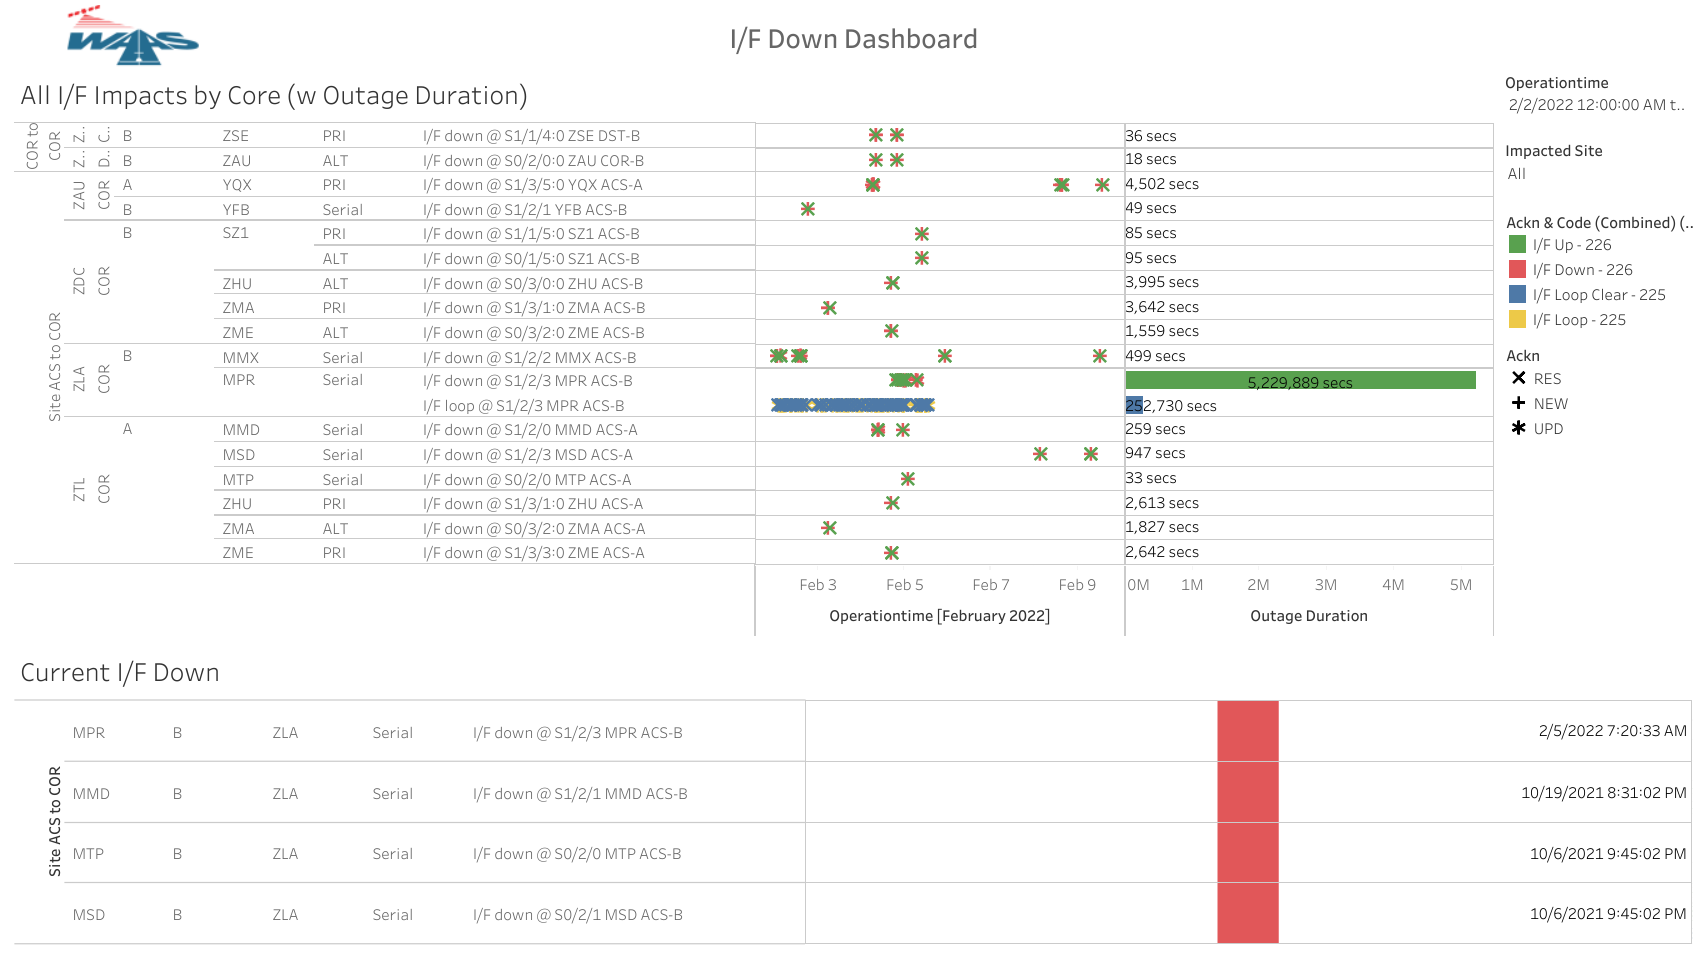 WAAS
I/F Down Dashboard
All I/F Impacts by Core (w Outage Duration)
COR to COR Z.. C.. B ZSE PRI I/F down @ S1/1/4:0 ZSE DST-B 36 secs
Z.. D.. B ZAU ALT I/F down @ S0/2/0:0 ZAU COR-B 18 secs
Site ACS to COR ZAU COR A YQX PRI I/F down @ S1/3/5:0 YQX ACS-A 4,502 secs
B YFB Serial I/F down @ S1/2/1 YFB ACS-B 49 secs
ZDC COR B SZ1 PRI I/F down @ S1/1/5:0 SZ1 ACS-B 85 secs
ALT I/F down @ S0/1/5:0 SZ1 ACS-B 95 secs
ZHU ALT I/F down @ S0/3/0:0 ZHU ACS-B 3,995 secs
ZMA PRI I/F down @ S1/3/1:0 ZMA ACS-B 3,642 secs
ZME ALT I/F down @ S0/3/2:0 ZME ACS-B 1,559 secs
ZLA COR B MMX Serial I/F down @ S1/2/2 MMX ACS-B 499 secs
MPR Serial I/F down @ S1/2/3 MPR ACS-B 5,229,889 secs
I/F loop @ S1/2/3 MPR ACS-B 252,730 secs
ZTL COR A MMD Serial I/F down @ S1/2/0 MMD ACS-A 259 secs
MSD Serial I/F down @ S1/2/3 MSD ACS-A 947 secs
MTP Serial I/F down @ S0/2/0 MTP ACS-A 33 secs
ZHU PRI I/F down @ S1/3/1:0 ZHU ACS-A 2,613 secs
ZMA ALT I/F down @ S0/3/2:0 ZMA ACS-A 1,827 secs
ZME PRI I/F down @ S1/3/3:0 ZME ACS-A 2,642 secs
Feb 3 Feb 5 Feb 7 Feb 9 0M 1M 2M 3M 4M 5M
Operationtime [February 2022] Outage Duration
Operationtime
2/2/2022 12:00:00 AM t..
Impacted Site
All
Ackn & Code (Combined) (..
I/F Up - 226
I/F Down - 226
I/F Loop Clear - 225
I/F Loop - 225
Ackn
RES
NEW
UPD
Current I/F Down
Site ACS to COR
MPR B ZLA Serial I/F down @ S1/2/3 MPR ACS-B 2/5/2022 7:20:33 AM
MMD B ZLA Serial I/F down @ S1/2/1 MMD ACS-B 10/19/2021 8:31:02 PM
MTP B ZLA Serial I/F down @ S0/2/0 MTP ACS-B 10/6/2021 9:45:02 PM
MSD B ZLA Serial I/F down @ S0/2/1 MSD ACS-B 10/6/2021 9:45:02 PM